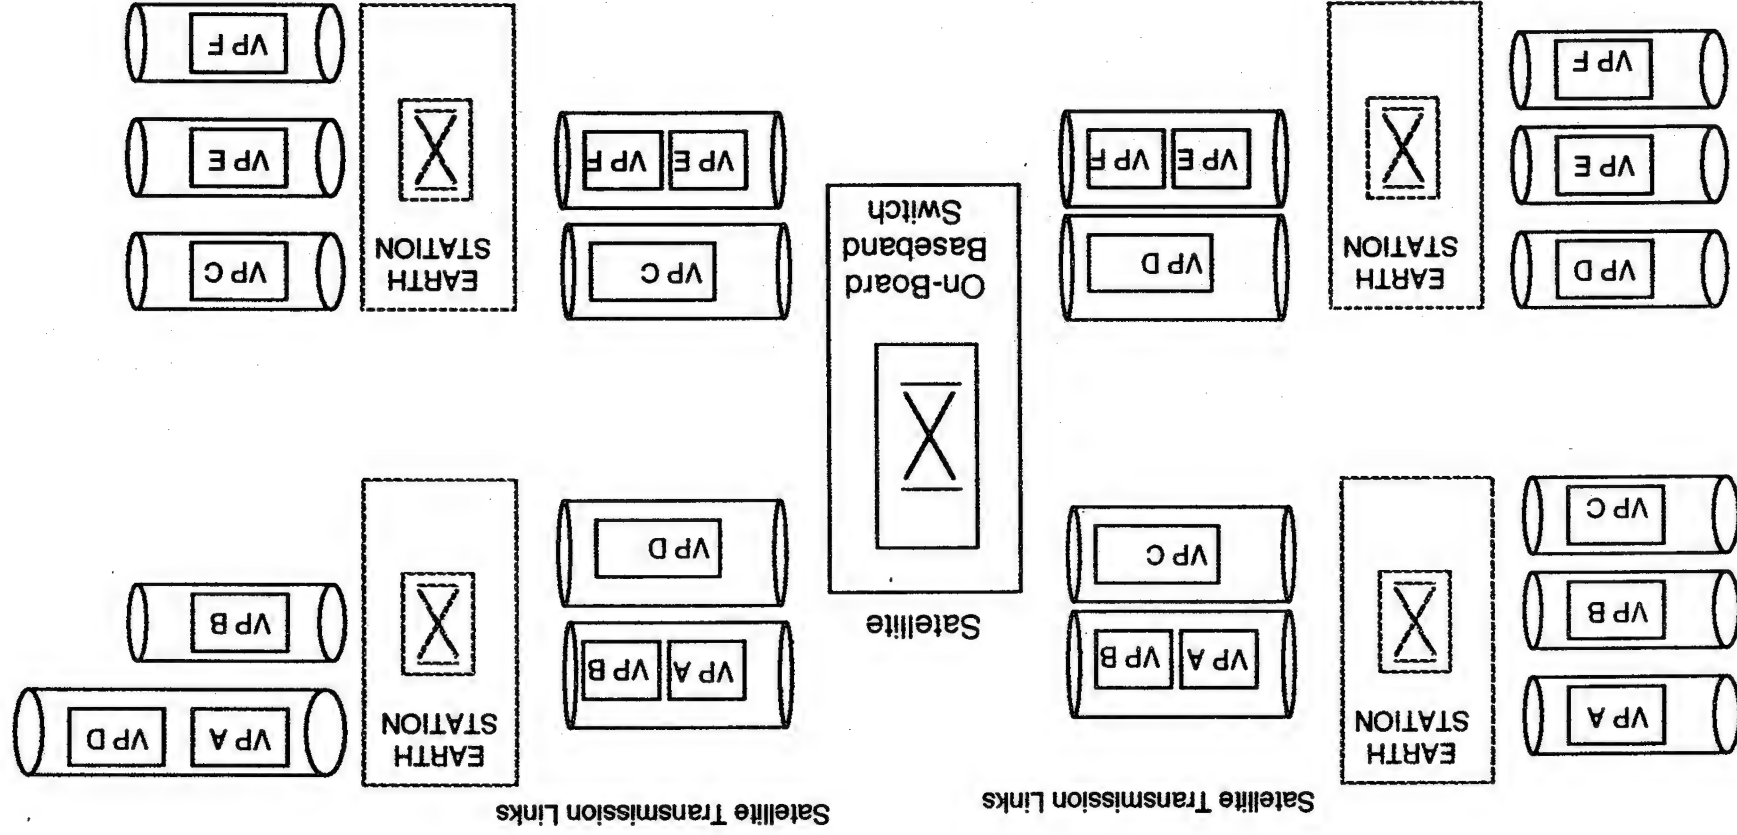 Satellite Transmission Links
Satellite Transmission Links
VP A
EARTH
STATION
VP B
VP C
VP A
VP B
VP C
Satellite
On-Board
Baseband
Switch
VP A
VP B
VP D
EARTH
STATION
VP A
VP D
VP B
VP D
EARTH
STATION
VP E
VP F
VP D
VP E
VP F
VP C
VP E
VP F
EARTH
STATION
VP C
VP E
VP F